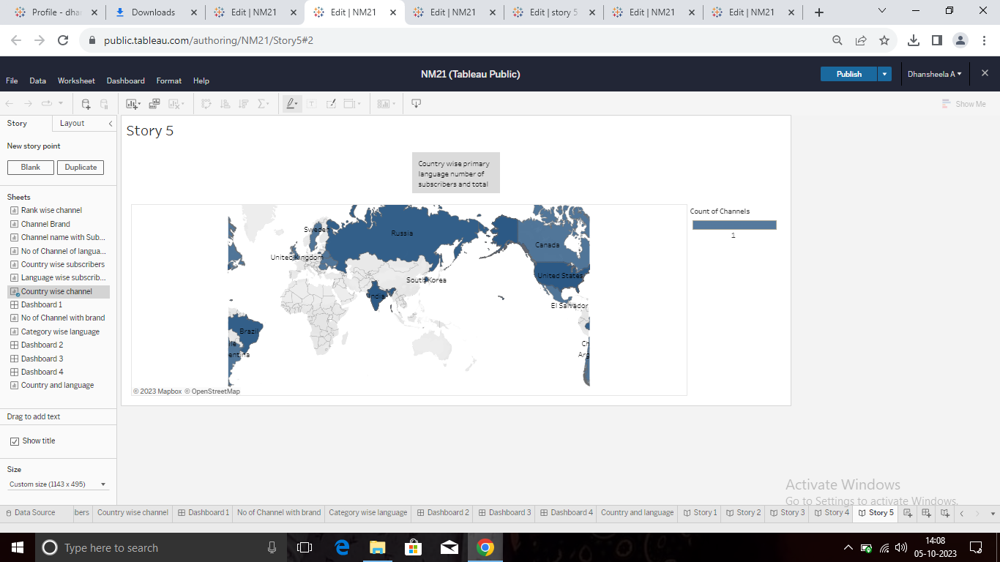 Profile - dha
Downloads
Edit | NM21
Edit | NM21
Edit | NM21
Edit | story 5
Edit | NM21
Edit | NM21
public.tableau.com/authoring/NM21/Story5#2
NM21 (Tableau Public)
Publish
Dhansheela A
File Data Worksheet Dashboard Format Help
Show Me
Story Layout
New story point
Blank Duplicate
Sheets
Rank wise channel
Channel Brand
Channel name with Sub...
No of Channel of langua...
Country wise subscribers
Language wise subscrib...
Country wise channel
Dashboard 1
No of Channel with brand
Category wise language
Dashboard 2
Dashboard 3
Dashboard 4
Country and language
Drag to add text
Show title
Size
Custom size (1143 x 495)
Story 5
Country wise primary
language number of
subscribers and total
Sweden
Russia
Canada
United Kingdom
South Korea
United States
India
El Salvador
Brazil
ile
Ch
entina
Arg
© 2023 Mapbox © OpenStreetMap
Count of Channels
1
Activate Windows
Go to Settings to activate Windows.
Data Source
bers
Country wise channel
Dashboard 1
No of Channel with brand
Category wise language
Dashboard 2
Dashboard 3
Dashboard 4
Country and language
Story 1
Story 2
Story 3
Story 4
Story 5
Type here to search
14:08
05-10-2023